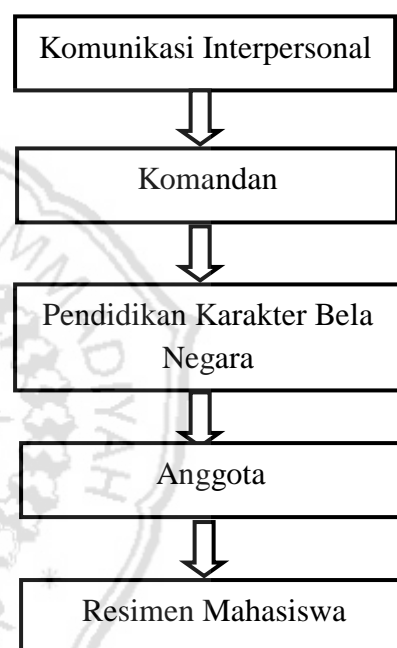 Komunikasi Interpersonal
Komandan
Pendidikan Karakter Bela
Negara
Anggota
Resimen Mahasiswa